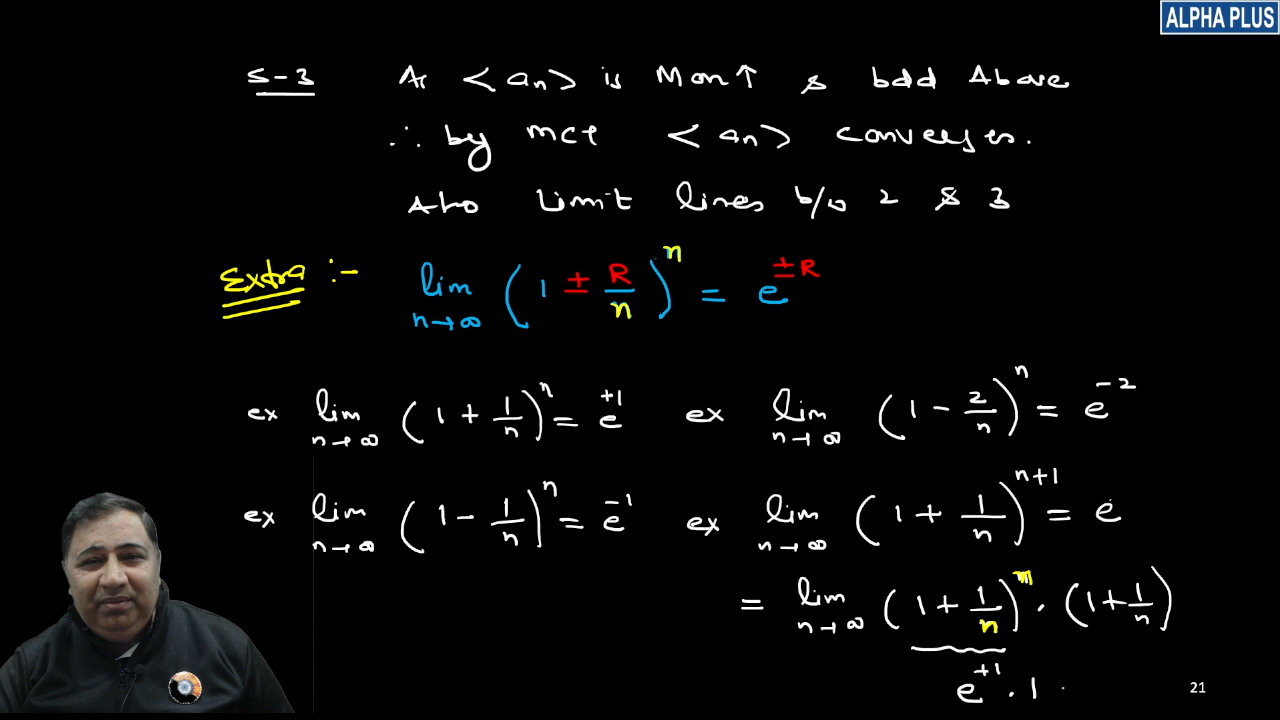 ALPHA PLUS
S-3 As <an> is Mon↑ & bdd Above
∴ by MCT <an> converges.
Also Limit lines b/w 2 & 3
Extra :- lim n→∞ (1 ± R/n)^n = e^±R
ex lim n→∞ (1 + 1/n)^n = e^+1 ex lim n→∞ (1 - 2/n)^n = e^-2
ex lim n→∞ (1 - 1/n)^n = e^-1 ex lim n→∞ (1 + 1/n)^n+1 = e
= lim n→∞ (1 + 1/n)^n . (1 + 1/n)
e^+1 . 1
21